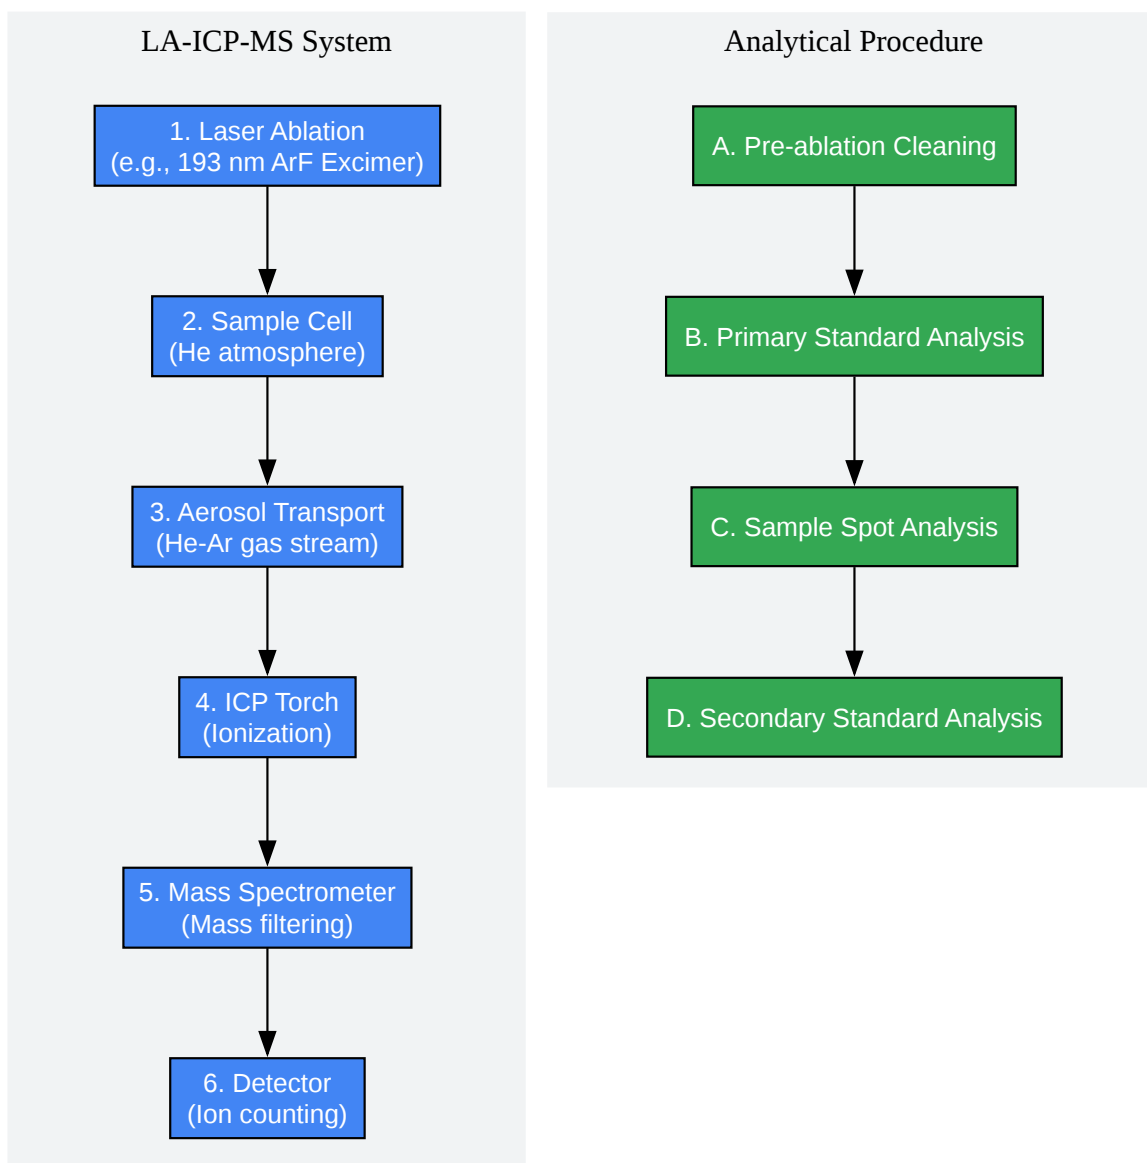 LA-ICP-MS System
1. Laser Ablation
(e.g., 193 nm ArF Excimer)
2. Sample Cell
(He atmosphere)
3. Aerosol Transport
(He-Ar gas stream)
4. ICP Torch
(Ionization)
5. Mass Spectrometer
(Mass filtering)
6. Detector
(Ion counting)
Analytical Procedure
A. Pre-ablation Cleaning
B. Primary Standard Analysis
C. Sample Spot Analysis
D. Secondary Standard Analysis